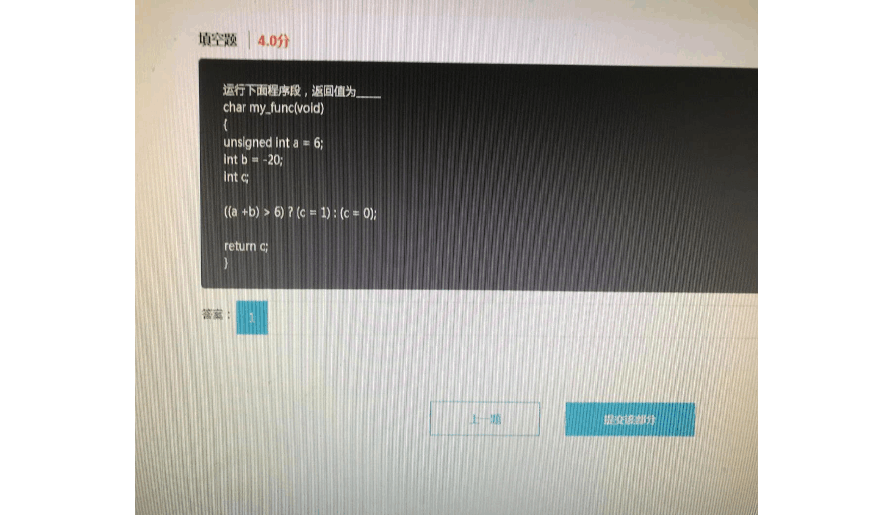 填空题 4.0分
运行下面程序段，返回值为____
char my_func(void)
{
unsigned int a = 6;
int b = -20;
int c;
((a +b) > 6) ? (c = 1) : (c = 0);
return c;
}
答案： 1
上一题 提交该部分